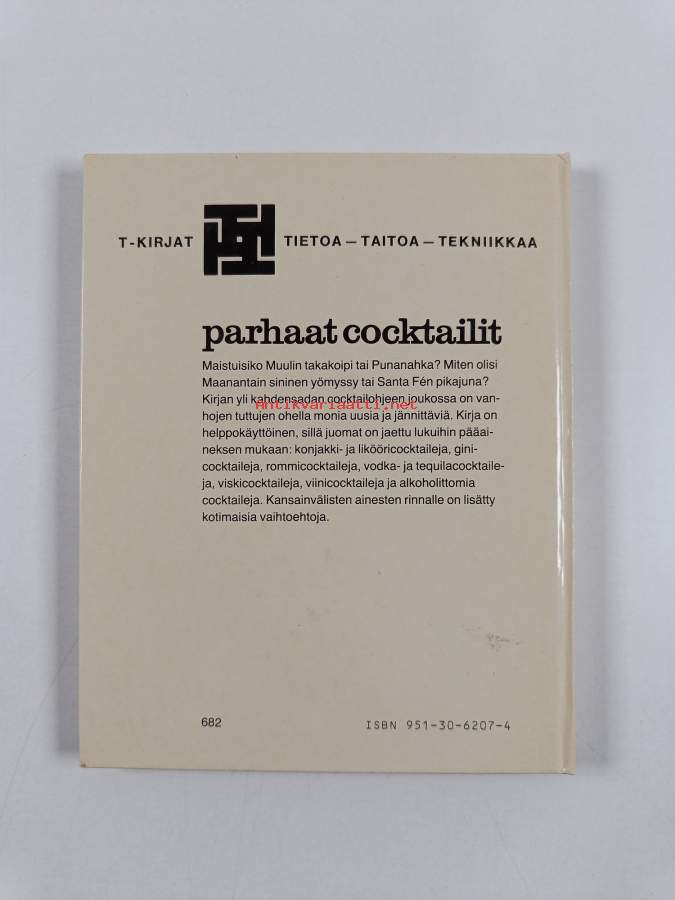 T-KIRJAT TIETOA – TAITOA – TEKNIIKKAA
parhaat cocktailit
Maistuisiko Muulin takakoipi tai Punanahka? Miten olisi
Maanantain sininen yömyssy tai Santa Fén pikajuna?
Kirjan yli kahdensadan cocktailohjeen joukossa on van-
Antikvariaatti.net
hojen tuttujen ohella monia uusia ja jännittäviä. Kirja on
helppokäyttöinen, sillä juomat on jaettu lukuihin pääai-
neksen mukaan: konjakki- ja likööricocktaileja, gini-
cocktaileja, rommicocktaileja, vodka- ja tequilacocktaile-
ja, viskicocktaileja, viinicocktaileja ja alkoholittomia
cocktaileja. Kansainvälisten ainesten rinnalle on lisätty
kotimaisia vaihtoehtoja.
682 ISBN 951-30-6207-4